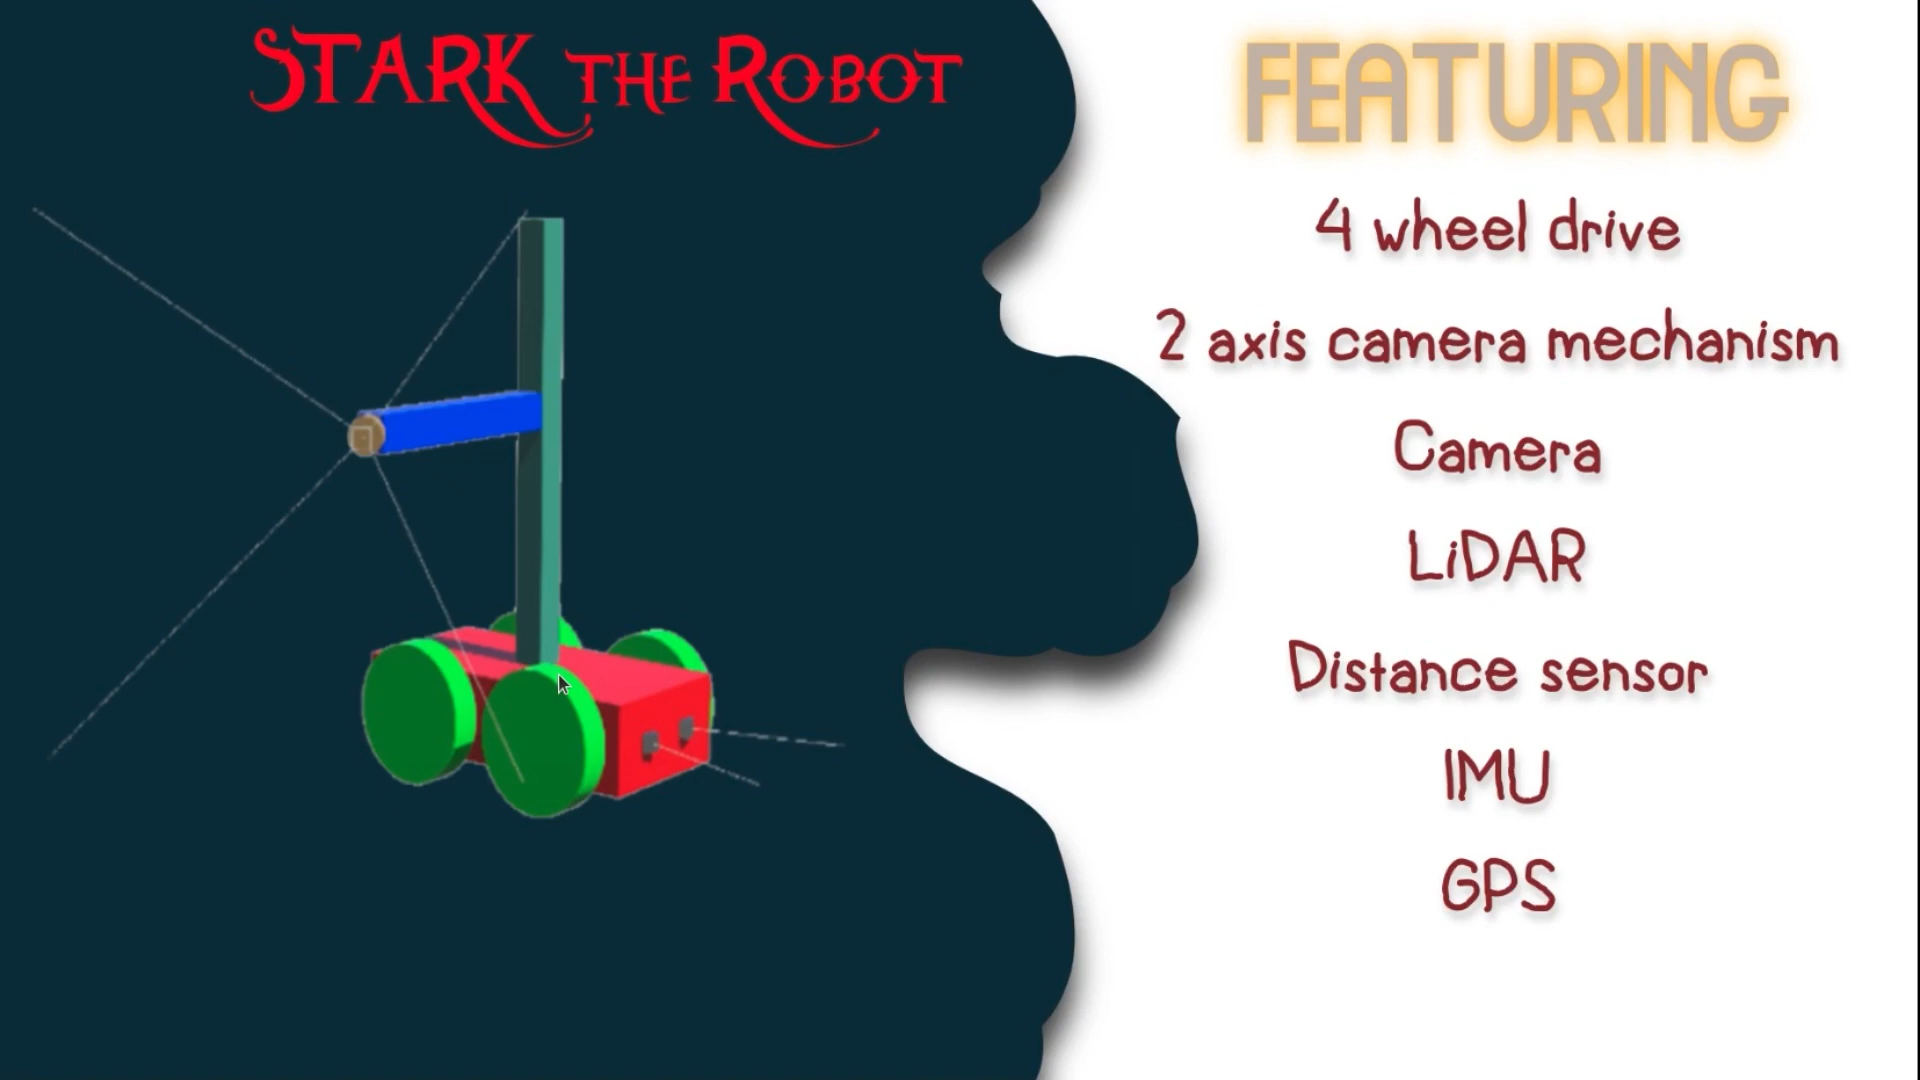 STARK THE ROBOT
FEATURING
4 wheel drive
2 axis camera mechanism
Camera
LiDAR
Distance sensor
IMU
GPS